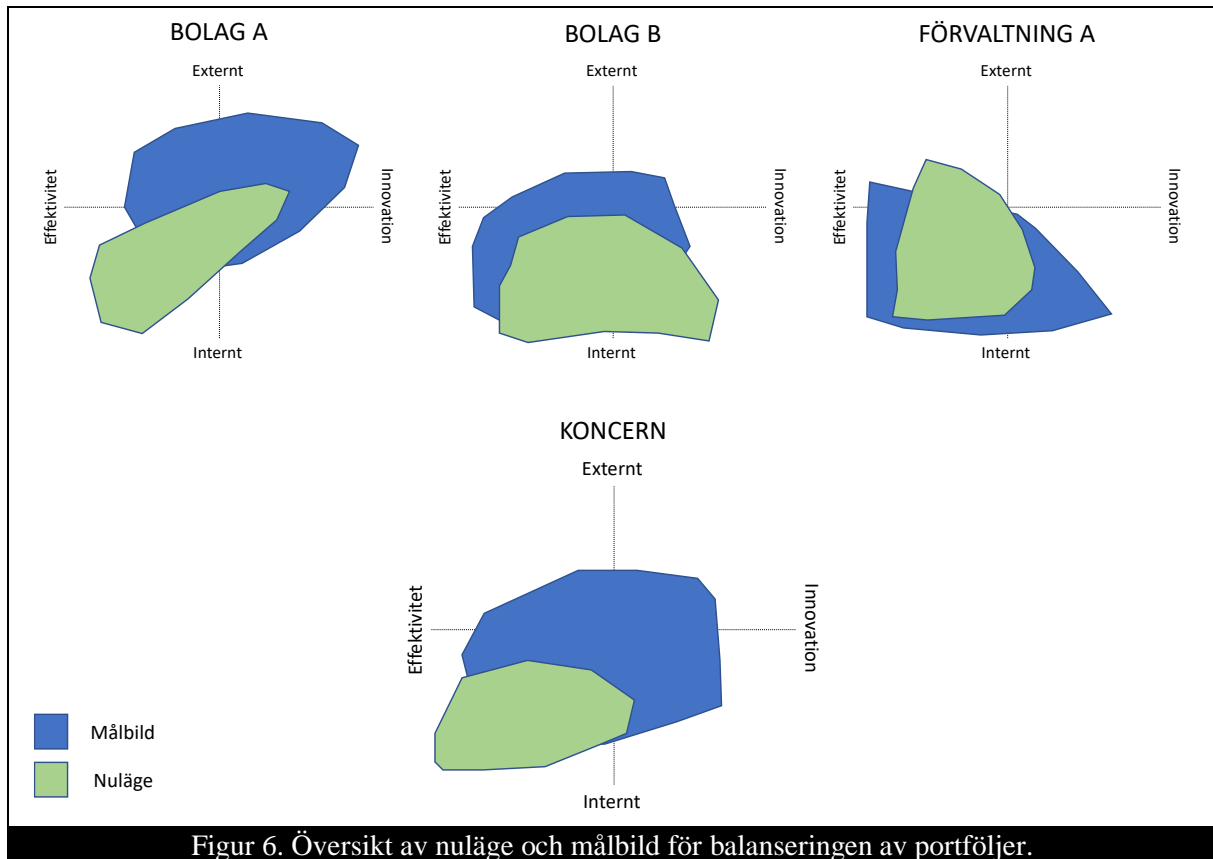 BOLAG A
Externt
Effektivitet
Innovation
Internt
BOLAG B
Externt
Effektivitet
Innovation
Internt
FÖRVALTNING A
Externt
Effektivitet
Innovation
Internt
KONCERN
Externt
Effektivitet
Innovation
Internt
Målbild
Nuläge
Figur 6. Översikt av nuläge och målbild för balanseringen av portföljer.